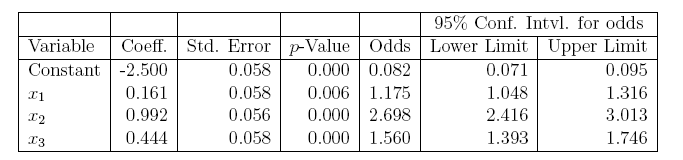 95% Conf. Intvl. for odds
Variable Coeff. Std. Error p-Value Odds Lower Limit Upper Limit
Constant -2.500 0.058 0.000 0.082 0.071 0.095
x₁ 0.161 0.058 0.006 1.175 1.048 1.316
x₂ 0.992 0.056 0.000 2.698 2.416 3.013
x₃ 0.444 0.058 0.000 1.560 1.393 1.746